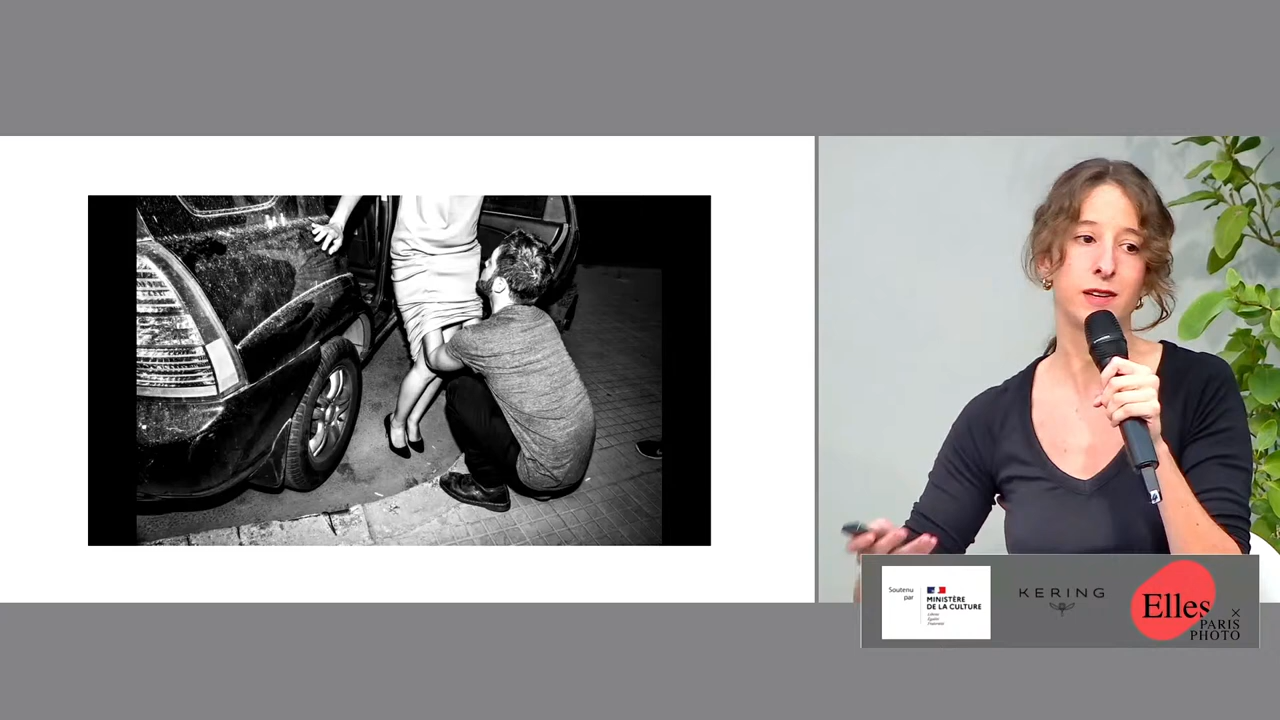 Soutenu
par
MINISTÈRE
DE LA CULTURE
KERING
Elles
×
PARIS
PHOTO